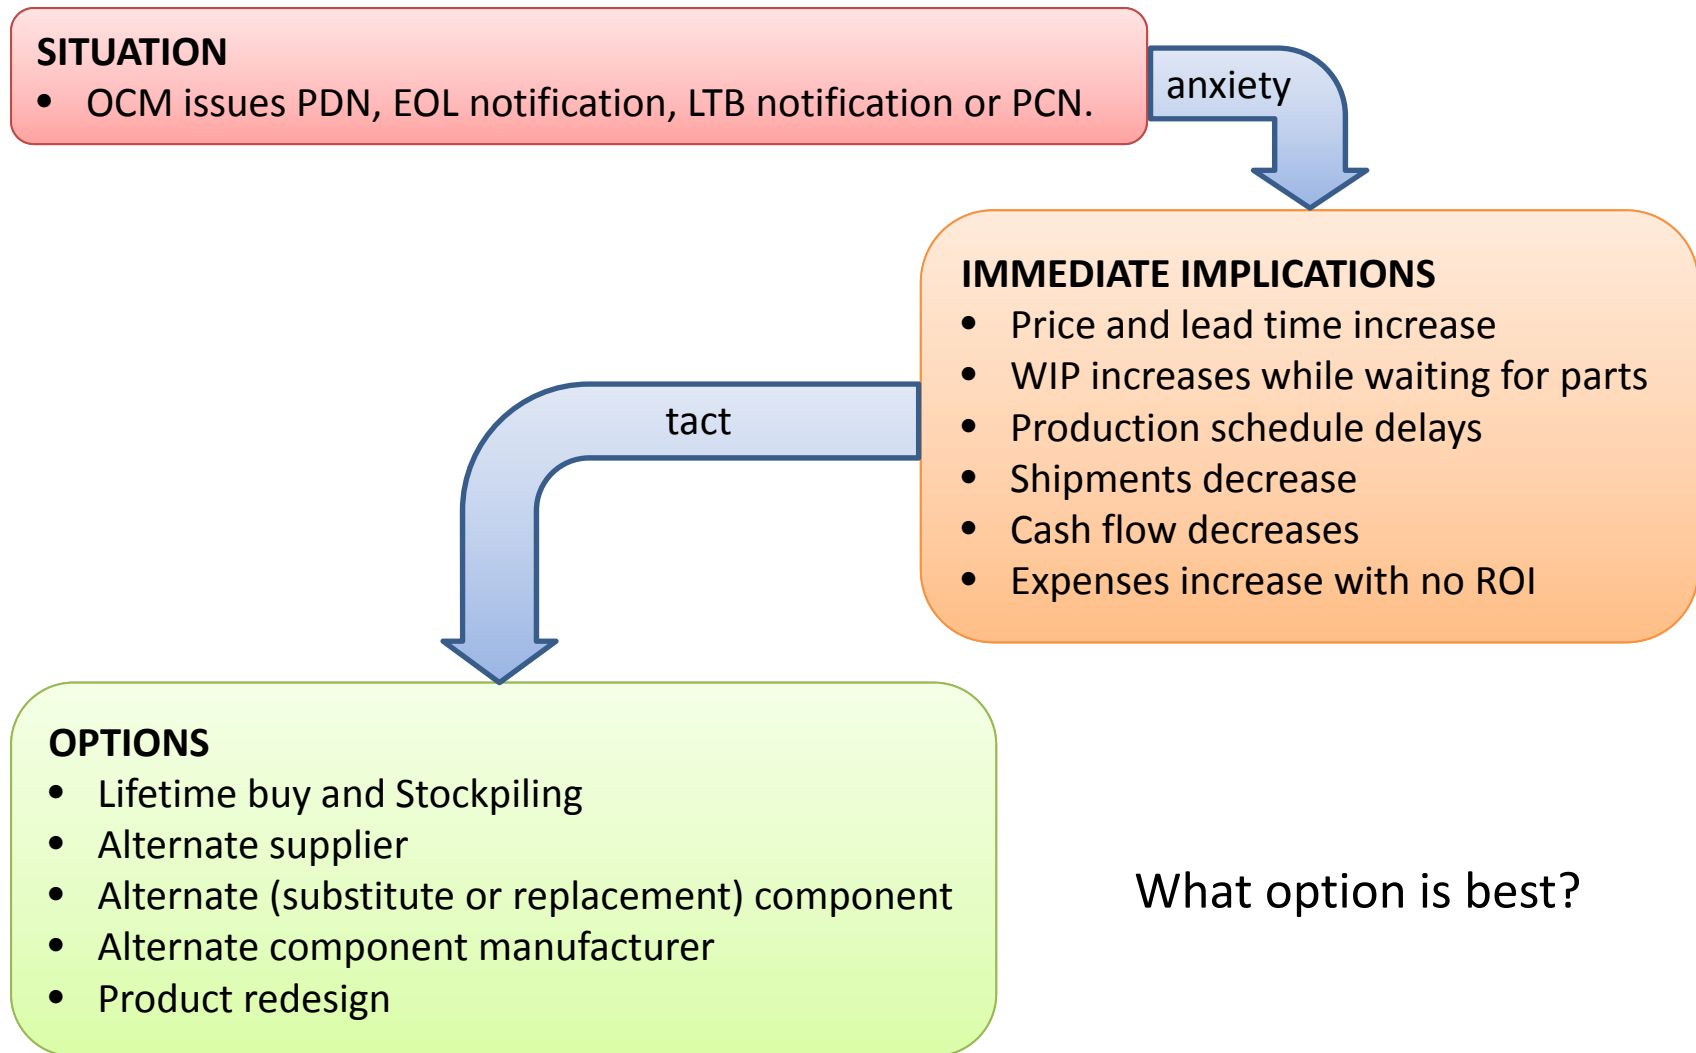 SITUATION
• OCM issues PDN, EOL notification, LTB notification or PCN.
anxiety
IMMEDIATE IMPLICATIONS
• Price and lead time increase
• WIP increases while waiting for parts
• Production schedule delays
• Shipments decrease
• Cash flow decreases
• Expenses increase with no ROI
tact
OPTIONS
• Lifetime buy and Stockpiling
• Alternate supplier
• Alternate (substitute or replacement) component
• Alternate component manufacturer
• Product redesign
What option is best?